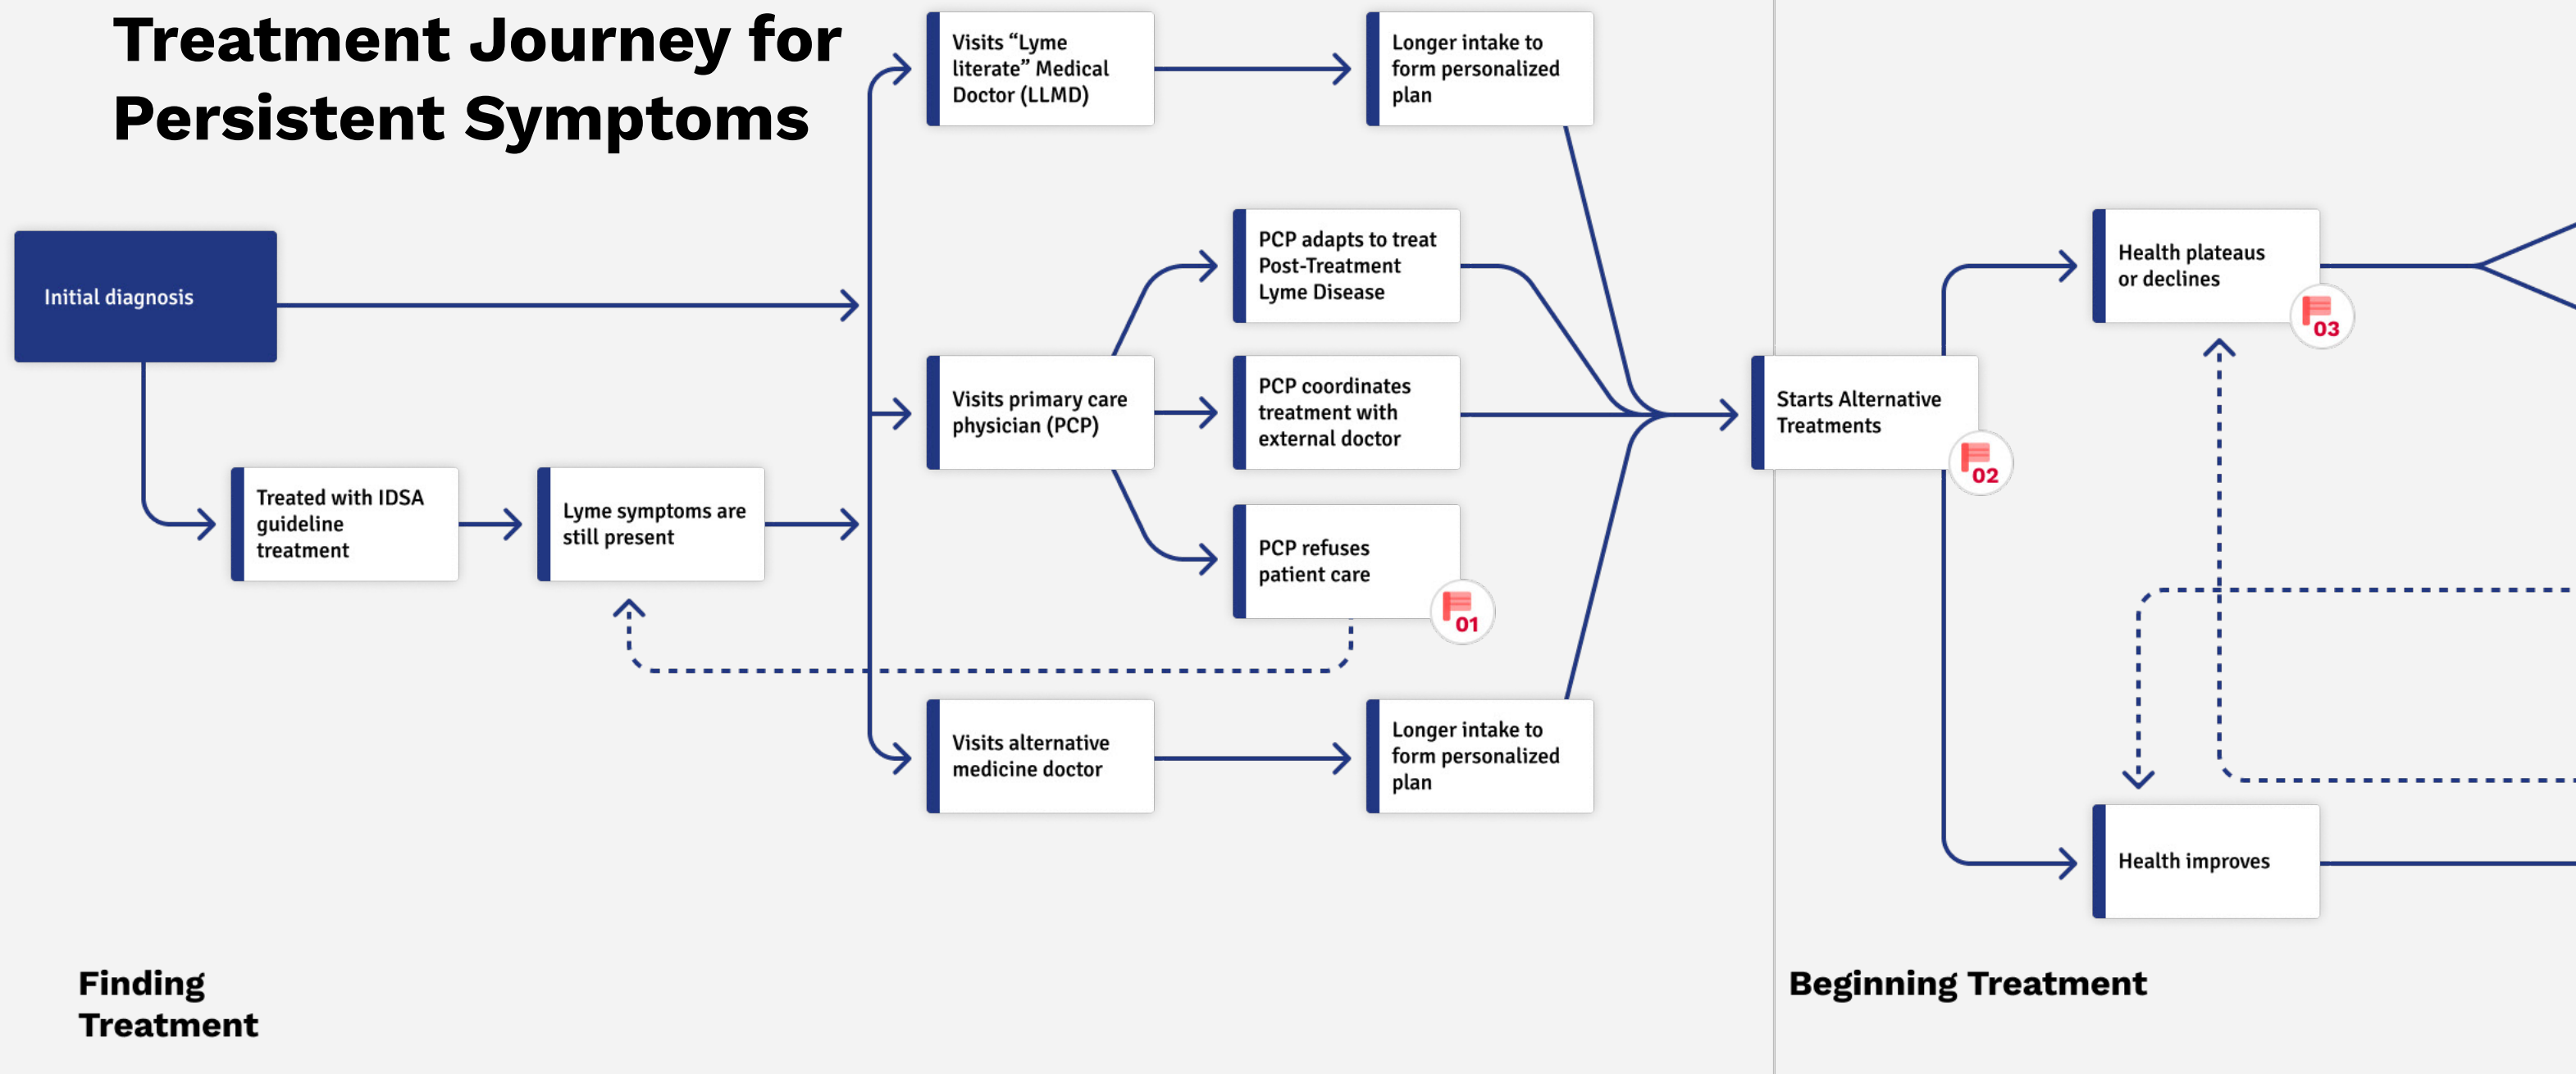 Treatment Journey for
Persistent Symptoms
Initial diagnosis
Treated with IDSA
guideline
treatment
Lyme symptoms are
still present
Visits “Lyme
literate” Medical
Doctor (LLMD)
Longer intake to
form personalized
plan
Visits primary care
physician (PCP)
PCP adapts to treat
Post-Treatment
Lyme Disease
PCP coordinates
treatment with
external doctor
PCP refuses
patient care
01
Visits alternative
medicine doctor
Longer intake to
form personalized
plan
Starts Alternative
Treatments
02
Health plateaus
or declines
03
Health improves
Finding
Treatment
Beginning Treatment